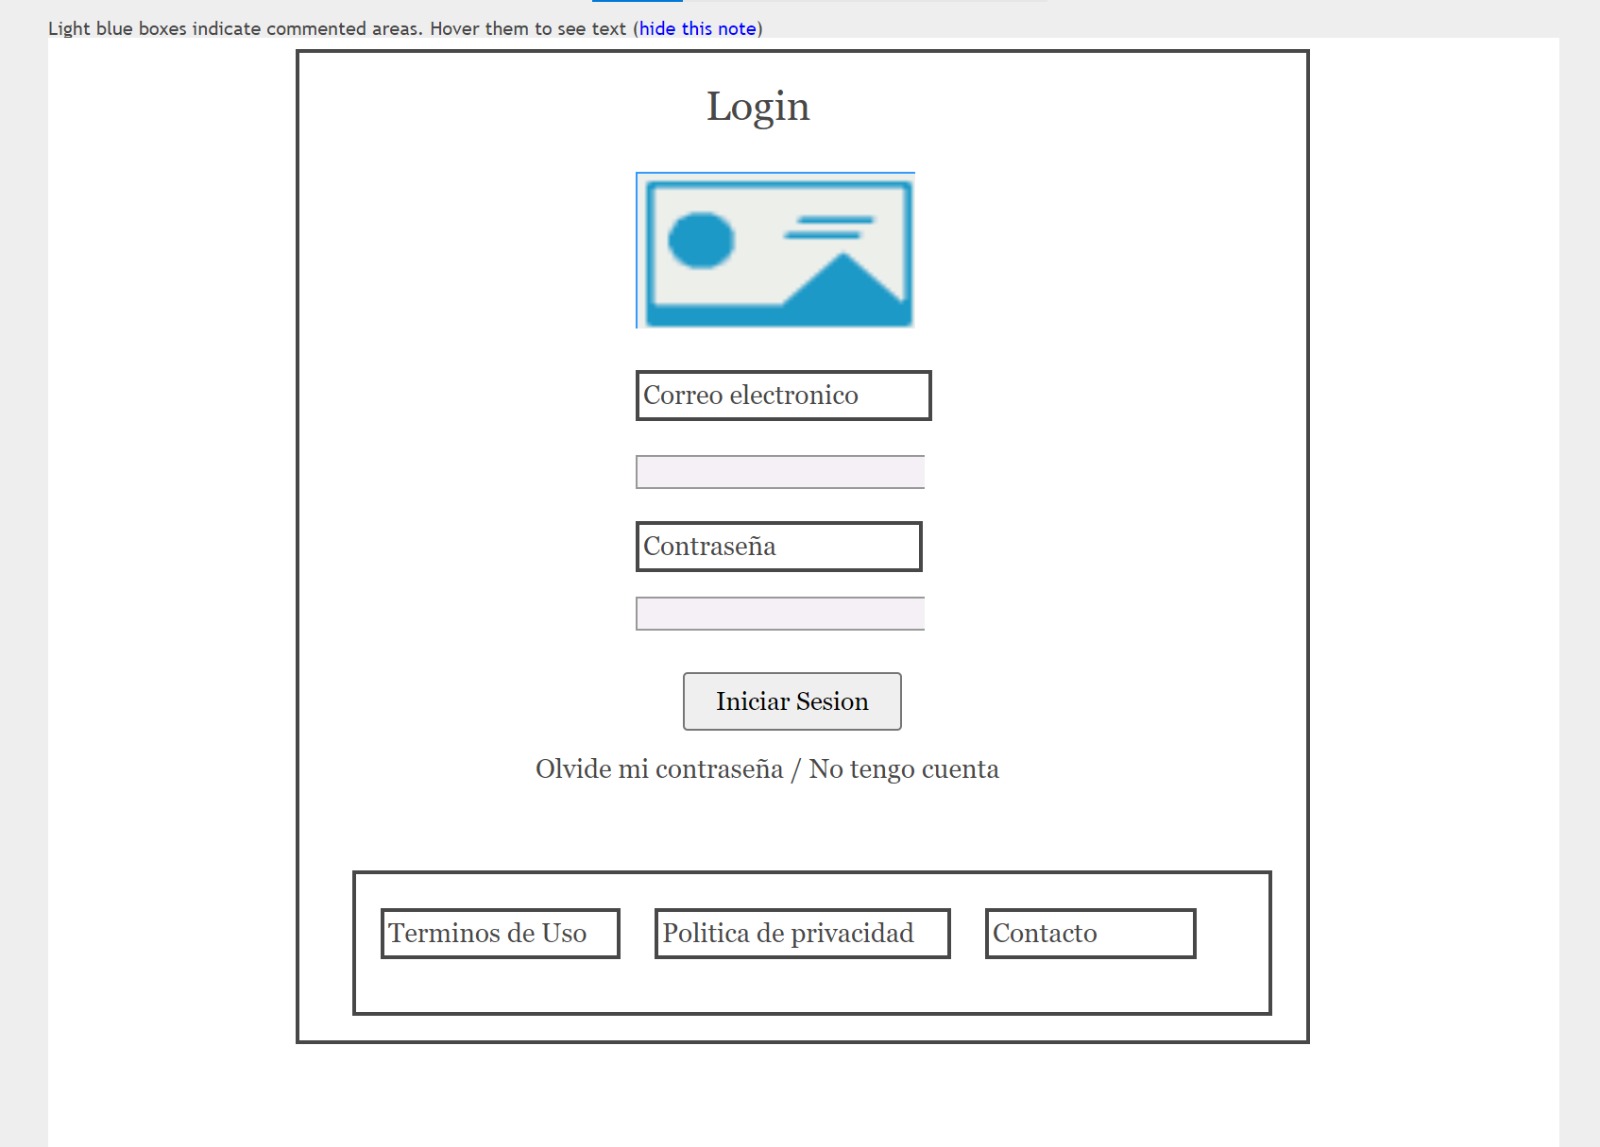 Light blue boxes indicate commented areas. Hover them to see text (hide this note)
Login
Correo electronico
Contraseña
Iniciar Sesion
Olvide mi contraseña / No tengo cuenta
Terminos de Uso
Politica de privacidad
Contacto